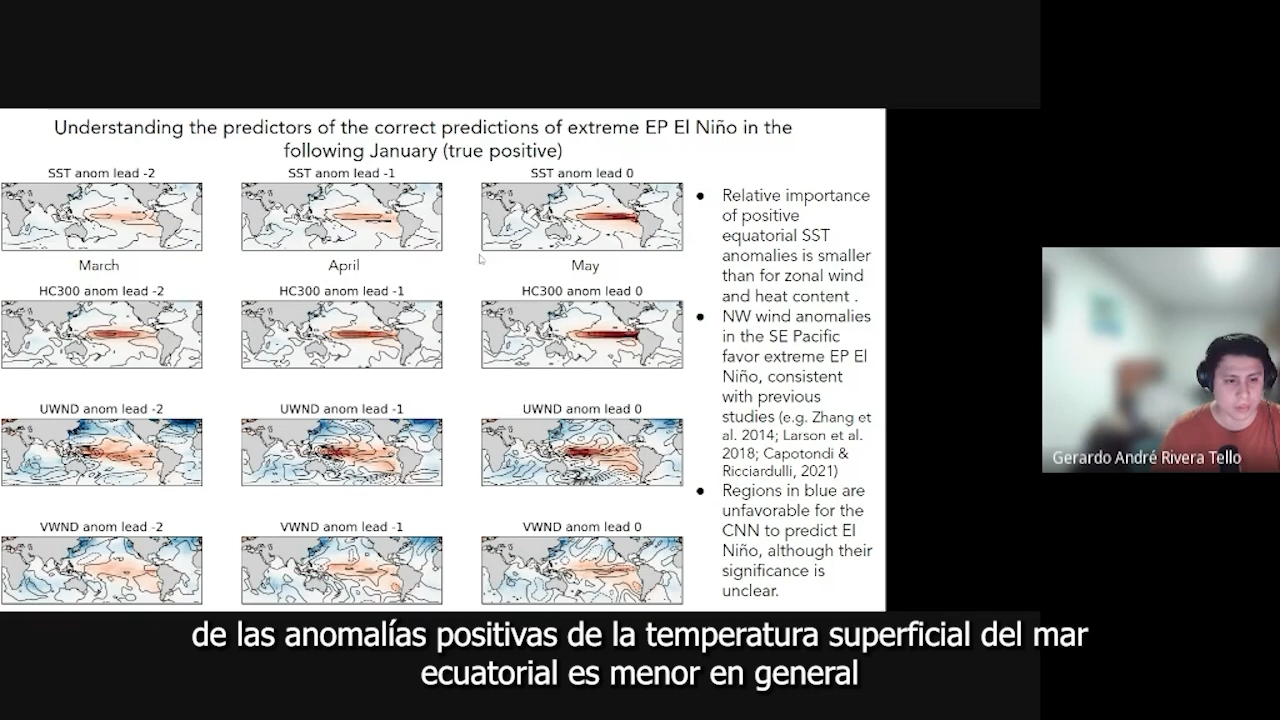 Understanding the predictors of the correct predictions of extreme EP El Niño in the
following January (true positive)
SST anom lead -2
SST anom lead -1
SST anom lead 0
March
April
May
HC300 anom lead -2
HC300 anom lead -1
HC300 anom lead 0
UWND anom lead -2
UWND anom lead -1
UWND anom lead 0
VWND anom lead -2
VWND anom lead -1
VWND anom lead 0
● Relative importance
of positive
equatorial SST
anomalies is smaller
than for zonal wind
and heat content .
● NW wind anomalies
in the SE Pacific
favor extreme EP El
Niño, consistent
with previous
studies (e.g. Zhang et
al. 2014; Larson et al.
2018; Capotondi &
Ricciardulli, 2021)
● Regions in blue are
unfavorable for the
CNN to predict El
Niño, although their
significance is
unclear.
Gerardo André Rivera Tello
de las anomalías positivas de la temperatura superficial del mar
ecuatorial es menor en general